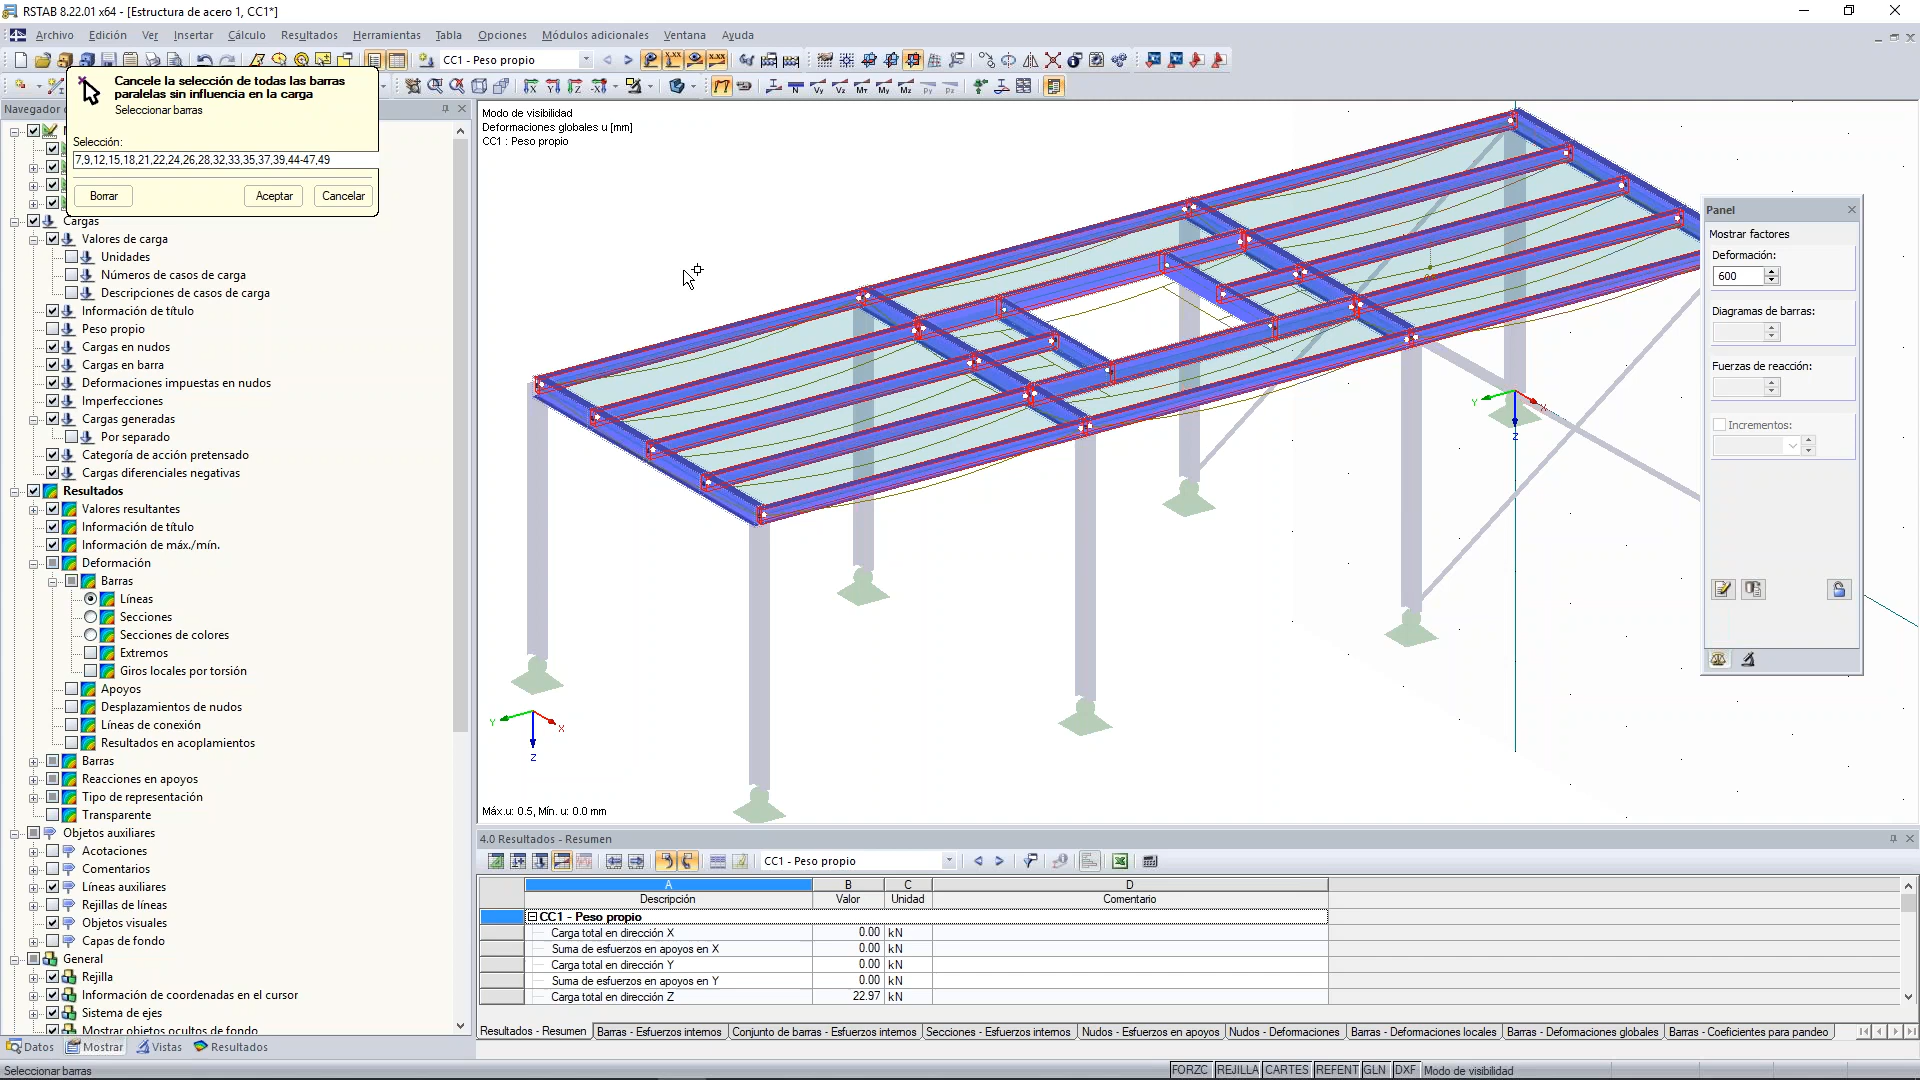 RSTAB 8.22.01 x64 - [Estructura de acero 1, CC1*]
Archivo Edición Ver Insertar Cálculo Resultados Herramientas Tabla Opciones Módulos adicionales Ventana Ayuda
CC1 - Peso propio
Cancele la selección de todas las barras
paralelas sin influencia en la carga
Seleccionar barras
Selección:
7,9,12,15,18,21,22,24,26,28,32,33,35,37,39,44-47,49
Borrar Aceptar Cancelar
Cargas
Valores de carga
Unidades
Números de casos de carga
Descripciones de casos de carga
Información de título
Peso propio
Cargas en nudos
Cargas en barra
Deformaciones impuestas en nudos
Imperfecciones
Cargas generadas
Por separado
Categoría de acción pretensado
Cargas diferenciales negativas
Resultados
Valores resultantes
Información de título
Información de máx./mín.
Deformación
Barras
Líneas
Secciones
Secciones de colores
Extremos
Giros locales por torsión
Apoyos
Desplazamientos de nudos
Líneas de conexión
Resultados en acoplamientos
Barras
Reacciones en apoyos
Tipo de representación
Transparente
Objetos auxiliares
Acotaciones
Comentarios
Líneas auxiliares
Rejillas de líneas
Objetos visuales
Capas de fondo
General
Rejilla
Información de coordenadas en el cursor
Sistema de ejes
Mostrar objetos ocultos de fondo
Datos Mostrar Vistas Resultados
Modo de visibilidad
Deformaciones globales u [mm]
CC1 : Peso propio
Y X Z
Y X Z
Máx.u: 0.5, Mín. u: 0.0 mm
Panel
Mostrar factores
Deformación:
600
Diagramas de barras:
Fuerzas de reacción:
Incrementos:
4.0 Resultados - Resumen
CC1 - Peso propio
A B C D
Descripción Valor Unidad Comentario
CC1 - Peso propio
Carga total en dirección X 0.00 kN
Suma de esfuerzos en apoyos en X 0.00 kN
Carga total en dirección Y 0.00 kN
Suma de esfuerzos en apoyos en Y 0.00 kN
Carga total en dirección Z 22.97 kN
Resultados - Resumen Barras - Esfuerzos internos Conjunto de barras - Esfuerzos internos Secciones - Esfuerzos internos Nudos - Esfuerzos en apoyos Nudos - Deformaciones Barras - Deformaciones locales Barras - Deformaciones globales Barras - Coeficientes para pandeo
Seleccionar barras FORZC REJILLA CARTES REFENT GLN DXF Modo de visibilidad